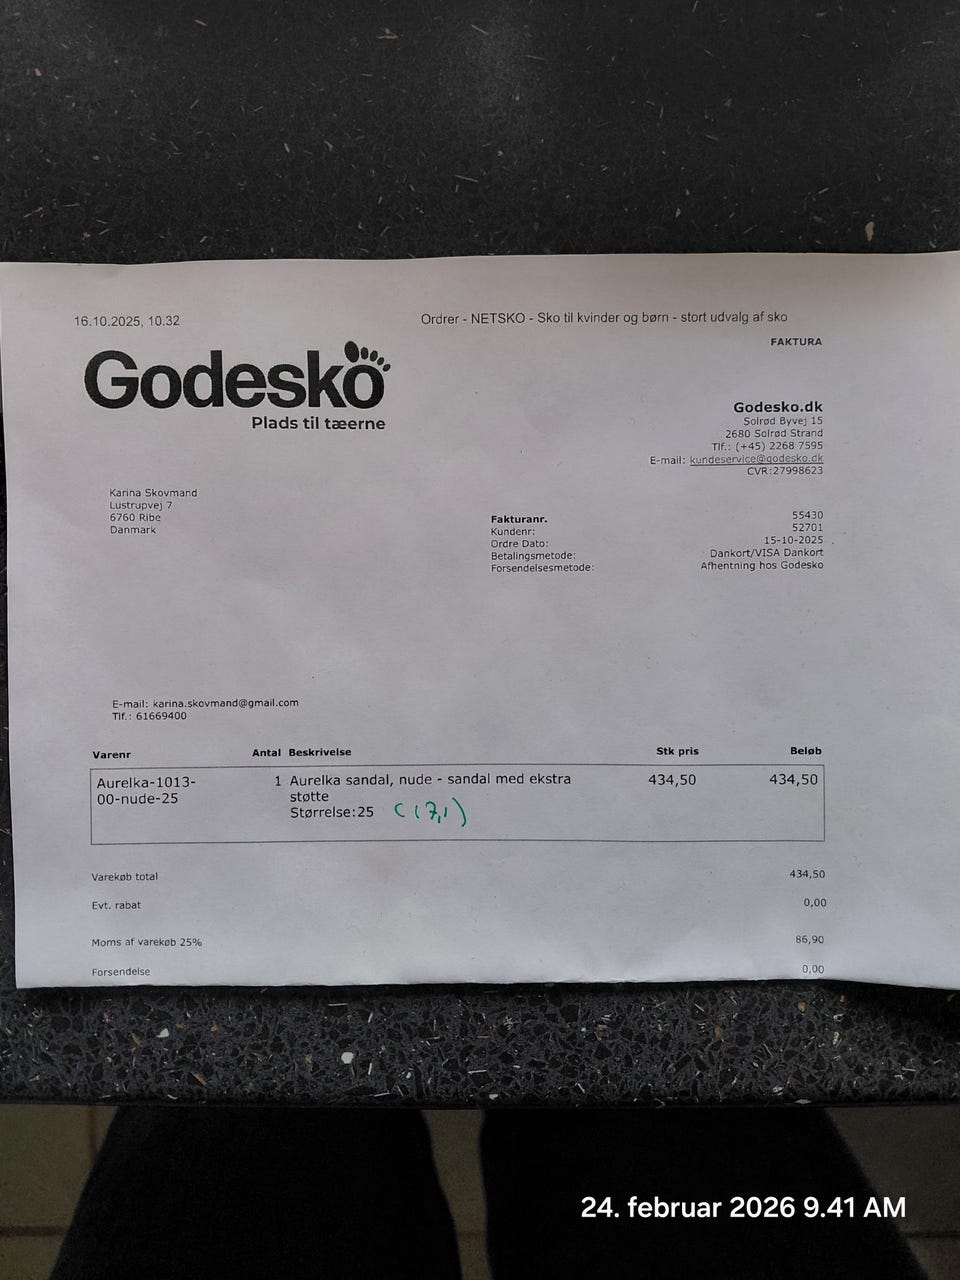 16.10.2025, 10.32
Ordrer - NETSKO - Sko til kvinder og børn - stort udvalg af sko
FAKTURA
Godesko
Plads til tæerne
Godesko.dk
Solrød Byvej 15
2680 Solrød Strand
Tlf.: (+45) 2268 7595
E-mail: kundeservice@godesko.dk
CVR:27998623
Karina Skovmand
Lustrupvej 7
6760 Ribe
Danmark
Fakturanr. 55430
Kundenr: 52701
Ordre Dato: 15-10-2025
Betalingsmetode: Dankort/VISA Dankort
Forsendelsesmetode: Afhentning hos Godesko
E-mail: karina.skovmand@gmail.com
Tlf.: 61669400
Varenr Antal Beskrivelse Stk pris Beløb
Aurelka-1013- 1 Aurelka sandal, nude - sandal med ekstra 434,50 434,50
00-nude-25 støtte
Størrelse:25 (17,1)
Varekøb total 434,50
Evt. rabat 0,00
Moms af varekøb 25% 86,90
Forsendelse 0,00
24. februar 2026 9.41 AM